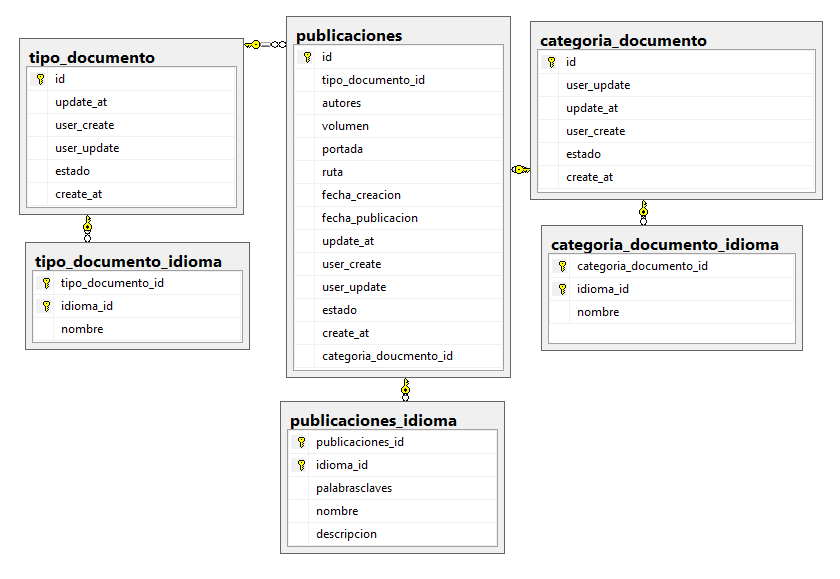 tipo_documento
id
update_at
user_create
user_update
estado
create_at
tipo_documento_idioma
tipo_documento_id
idioma_id
nombre
publicaciones
id
tipo_documento_id
autores
volumen
portada
ruta
fecha_creacion
fecha_publicacion
update_at
user_create
user_update
estado
create_at
categoria_doucmento_id
publicaciones_idioma
publicaciones_id
idioma_id
palabrasclaves
nombre
descripcion
categoria_documento
id
user_update
update_at
user_create
estado
create_at
categoria_documento_idioma
categoria_documento_id
idioma_id
nombre